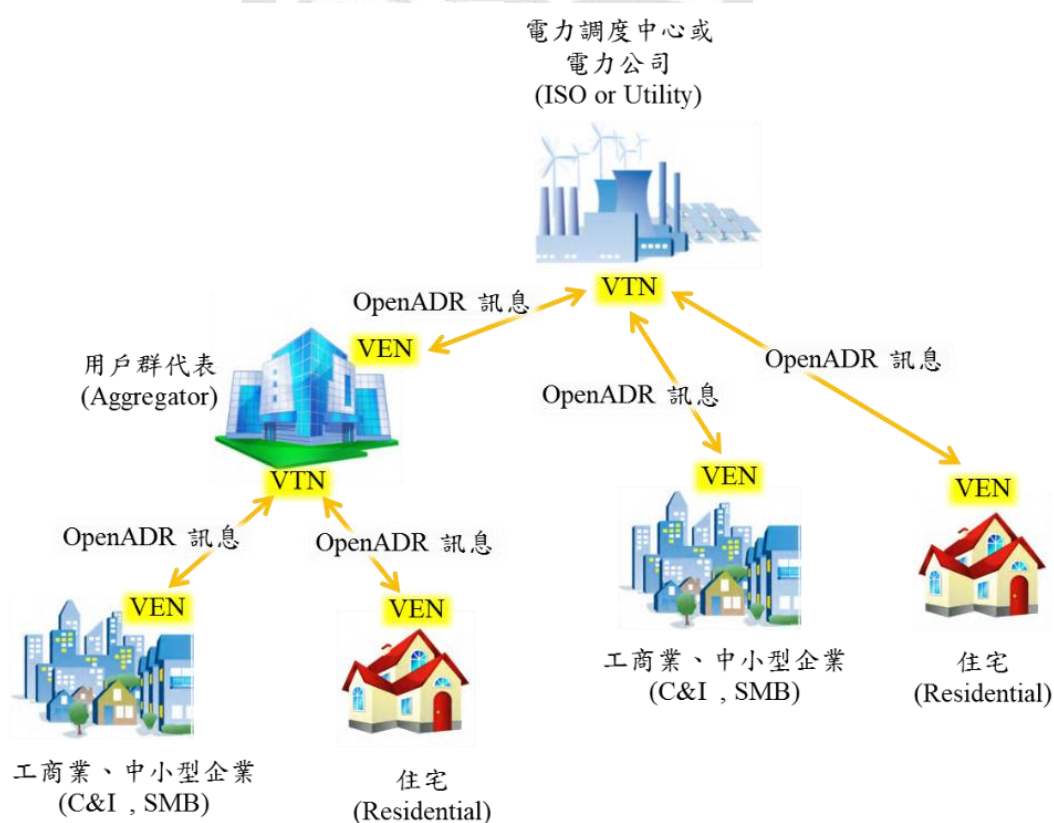 電力調度中心或
電力公司
(ISO or Utility)
VTN
OpenADR 訊息
VEN
OpenADR 訊息
OpenADR 訊息
用戶群代表
(Aggregator)
VTN
VEN
VEN
OpenADR 訊息
OpenADR 訊息
VEN
VEN
工商業、中小型企業
(C&I , SMB)
住宅
(Residential)
工商業、中小型企業
(C&I , SMB)
住宅
(Residential)